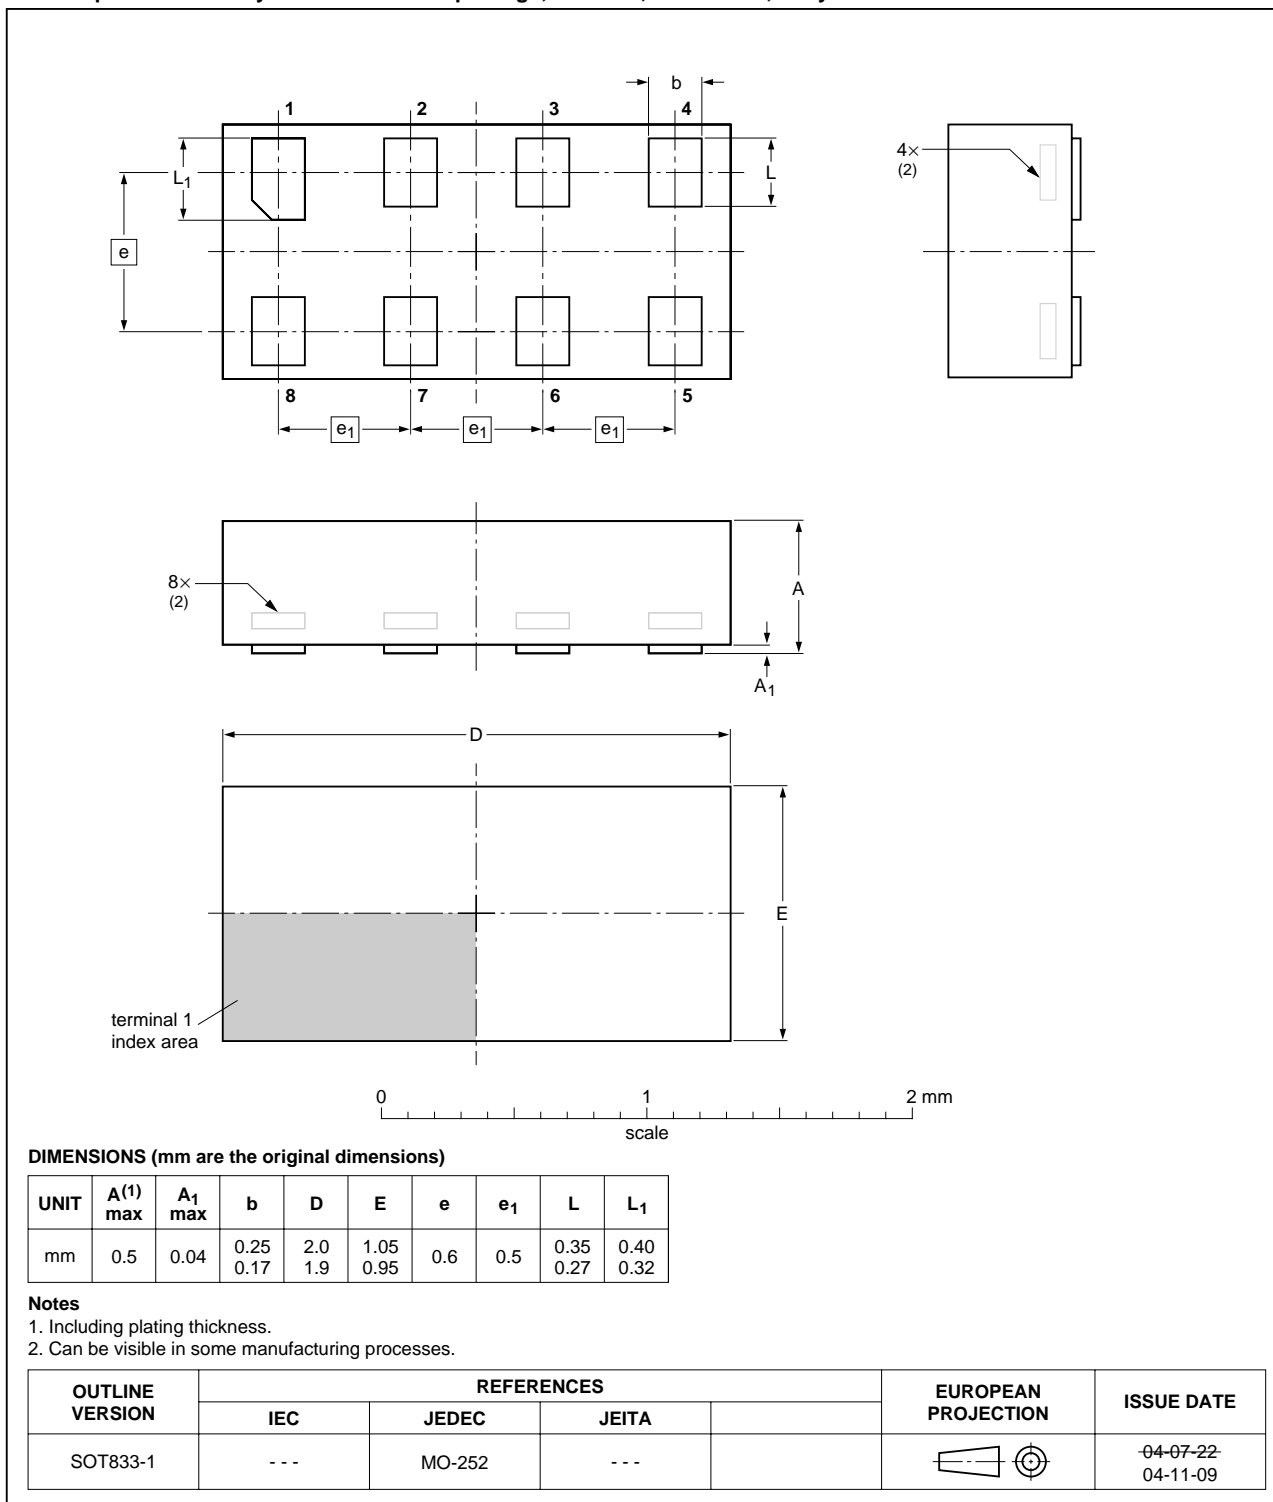 1 2 3 4
b
L1
L
e
4×
(2)
8 7 6 5
e1 e1 e1
8×
(2)
A
A1
D
E
terminal 1
index area
0 1 2 mm
scale
DIMENSIONS (mm are the original dimensions)
UNIT A(1) max A1 max b D E e e1 L L1
mm 0.5 0.04 0.25 0.17 2.0 1.9 1.05 0.95 0.6 0.5 0.35 0.27 0.40 0.32
Notes
1. Including plating thickness.
2. Can be visible in some manufacturing processes.
OUTLINE VERSION REFERENCES EUROPEAN PROJECTION ISSUE DATE
IEC JEDEC JEITA
SOT833-1 - - - MO-252 - - - 04-07-22
04-11-09